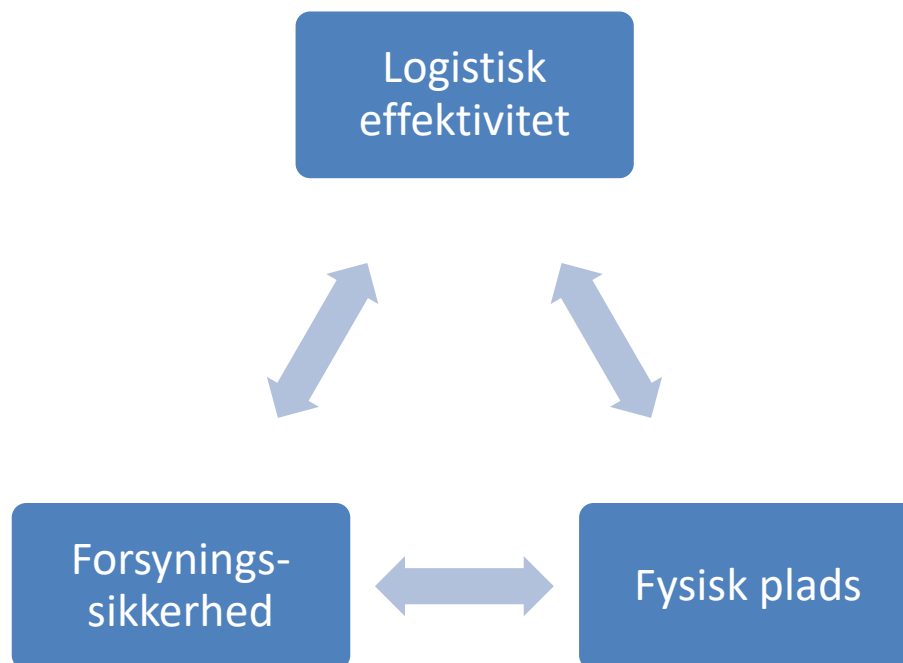 Logistisk
effektivitet
Forsynings-
sikkerhed
Fysisk plads